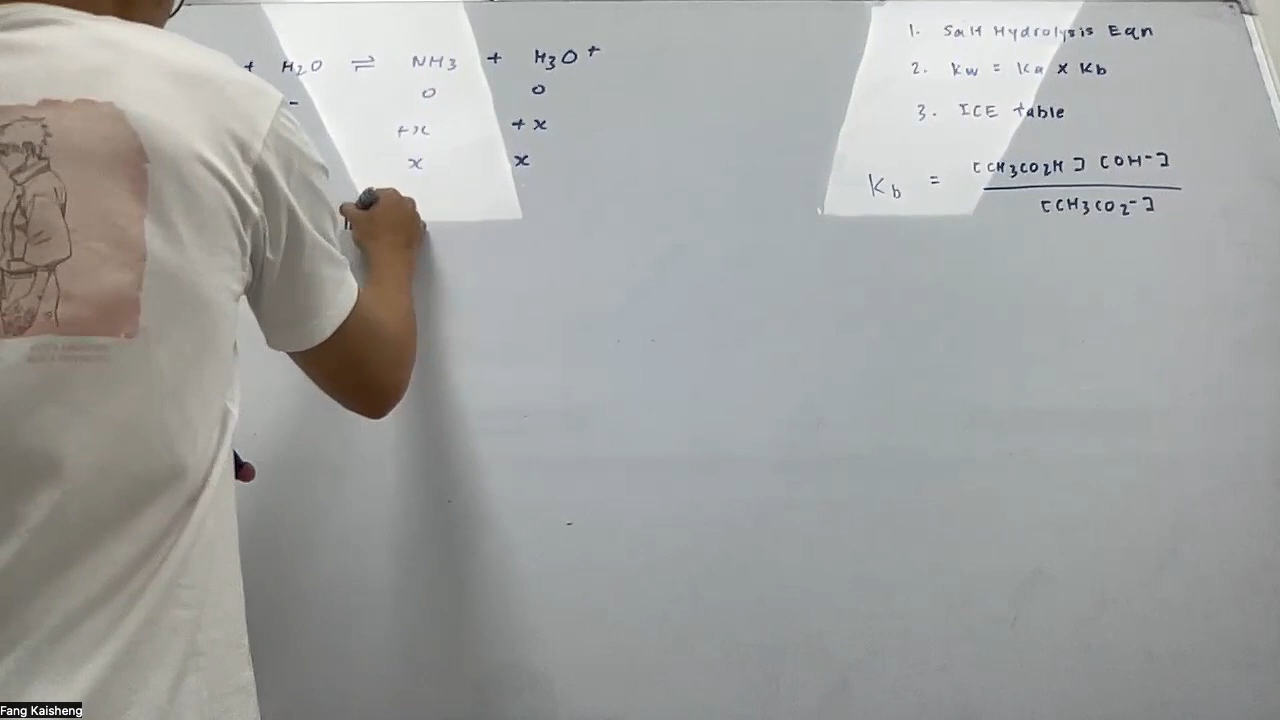 + H2O ⇌ NH3 + H3O+
- 0 0
+x +x
x x
1. Salt Hydrolysis Eqn
2. Kw = Ka x Kb
3. ICE table
Kb = [CH3CO2H] [OH-]
[CH3CO2-]
Fang Kaisheng